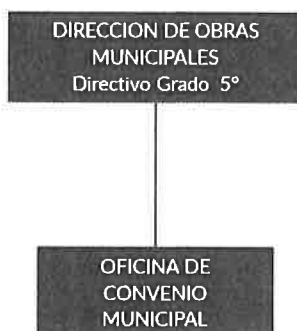 DIRECCION DE OBRAS
MUNICIPALES
Directivo Grado 5°
OFICINA DE
CONVENIO
MUNICIPAL